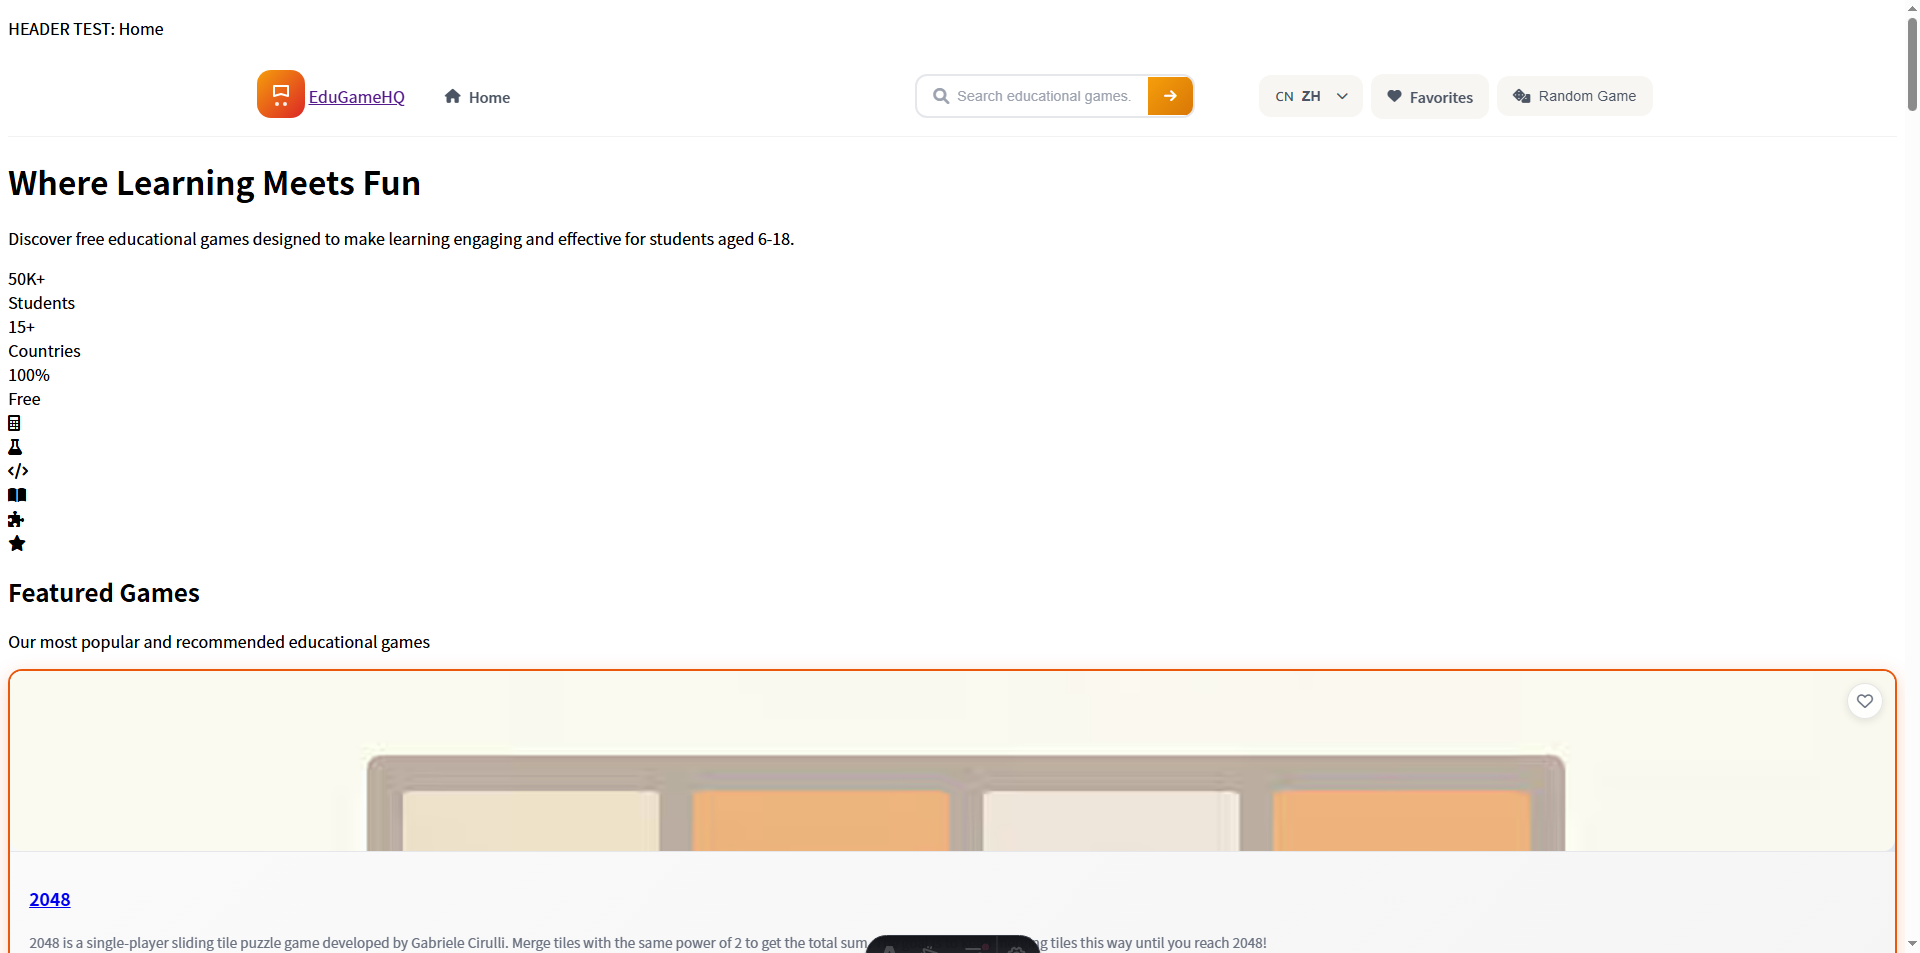 HEADER TEST: Home
EduGameHQ
Home
Search educational games.
CN ZH
Favorites
Random Game
Where Learning Meets Fun
Discover free educational games designed to make learning engaging and effective for students aged 6-18.
50K+
Students
15+
Countries
100%
Free
Featured Games
Our most popular and recommended educational games
2048
2048 is a single-player sliding tile puzzle game developed by Gabriele Cirulli. Merge tiles with the same power of 2 to get the total sum tiles this way until you reach 2048!